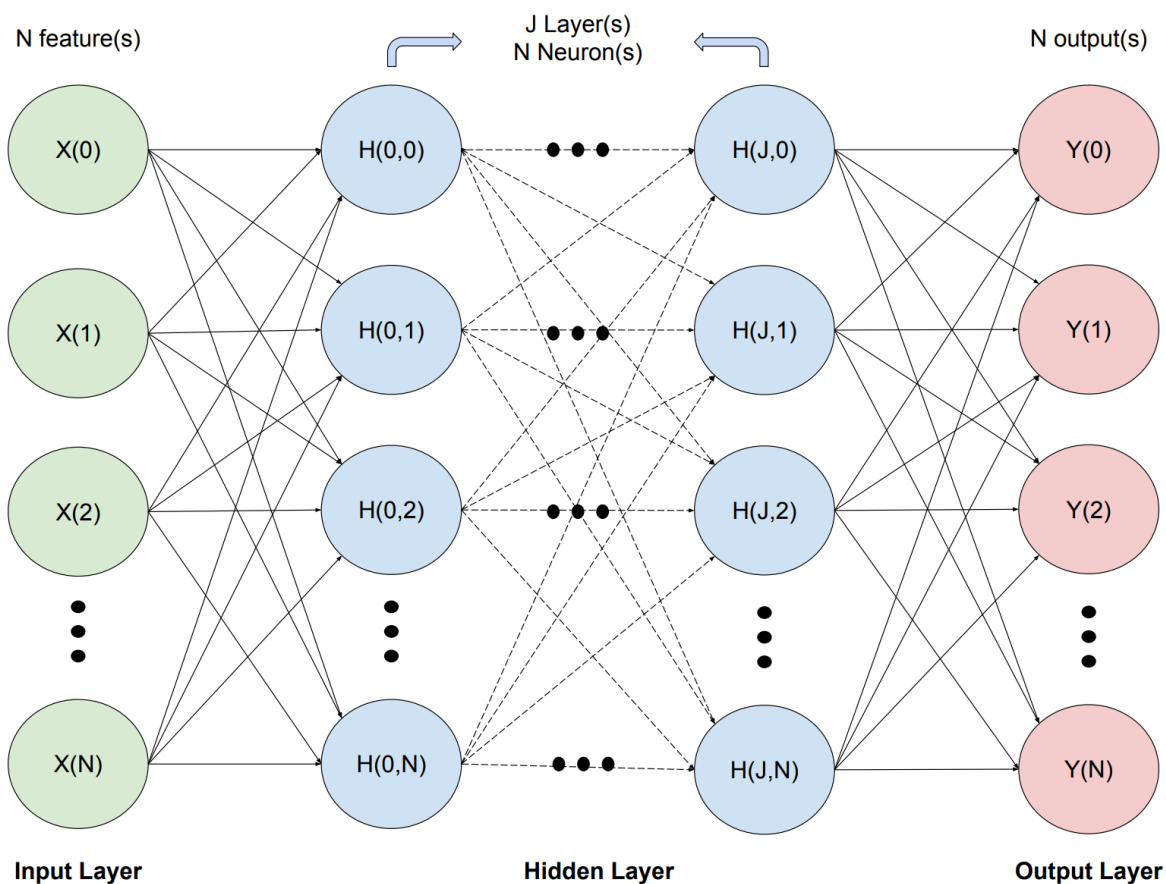 N feature(s)
J Layer(s)
N Neuron(s)
N output(s)
X(0)
H(0,0)
H(J,0)
Y(0)
X(1)
H(0,1)
H(J,1)
Y(1)
X(2)
H(0,2)
H(J,2)
Y(2)
X(N)
H(0,N)
H(J,N)
Y(N)
Input Layer
Hidden Layer
Output Layer